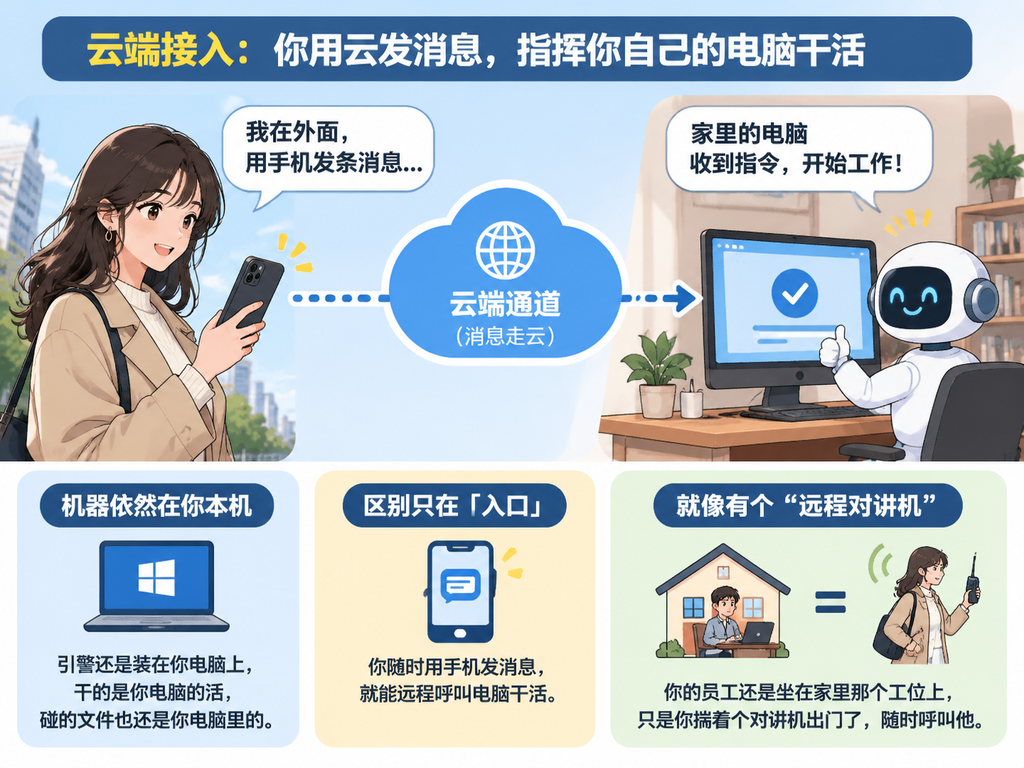 云端接入：你用云发消息，指挥你自己的电脑干活
我在外面，
用手机发条消息...
家里的电脑
收到指令，开始工作！
云端通道
（消息走云）
机器依然在你本机
引擎还是装在你电脑上，
干的是你电脑的活，
碰的文件也还是你电脑里的。
区别只在「入口」
你随时用手机发消息，
就能远程呼叫电脑干活。
就像有个“远程对讲机”
=
你的员工还是坐在家里那个工位上，
只是你揣着个对讲机出门了，随时呼叫他。